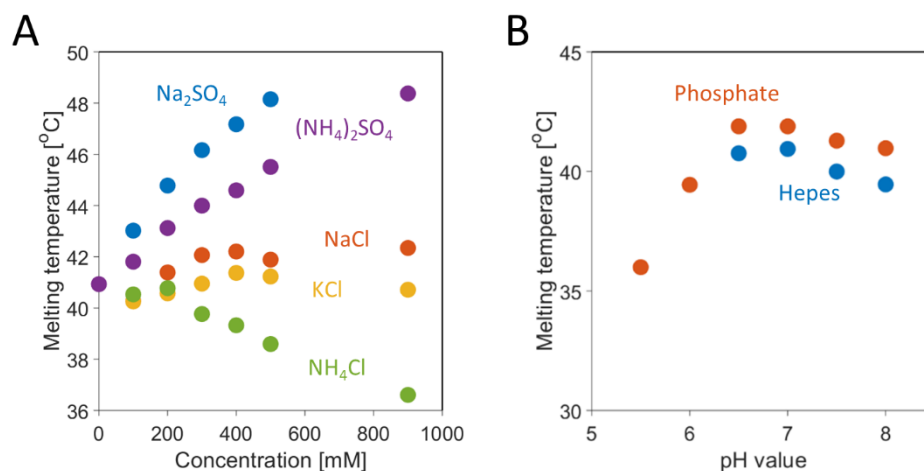 A
Melting temperature [°C]
50
48
46
44
42
40
38
36
Na₂SO₄
(NH₄)₂SO₄
NaCl
KCl
NH₄Cl
0 200 400 600 800 1000
Concentration [mM]
B
Melting temperature [°C]
45
40
35
30
Phosphate
Hepes
5 6 7 8
pH value